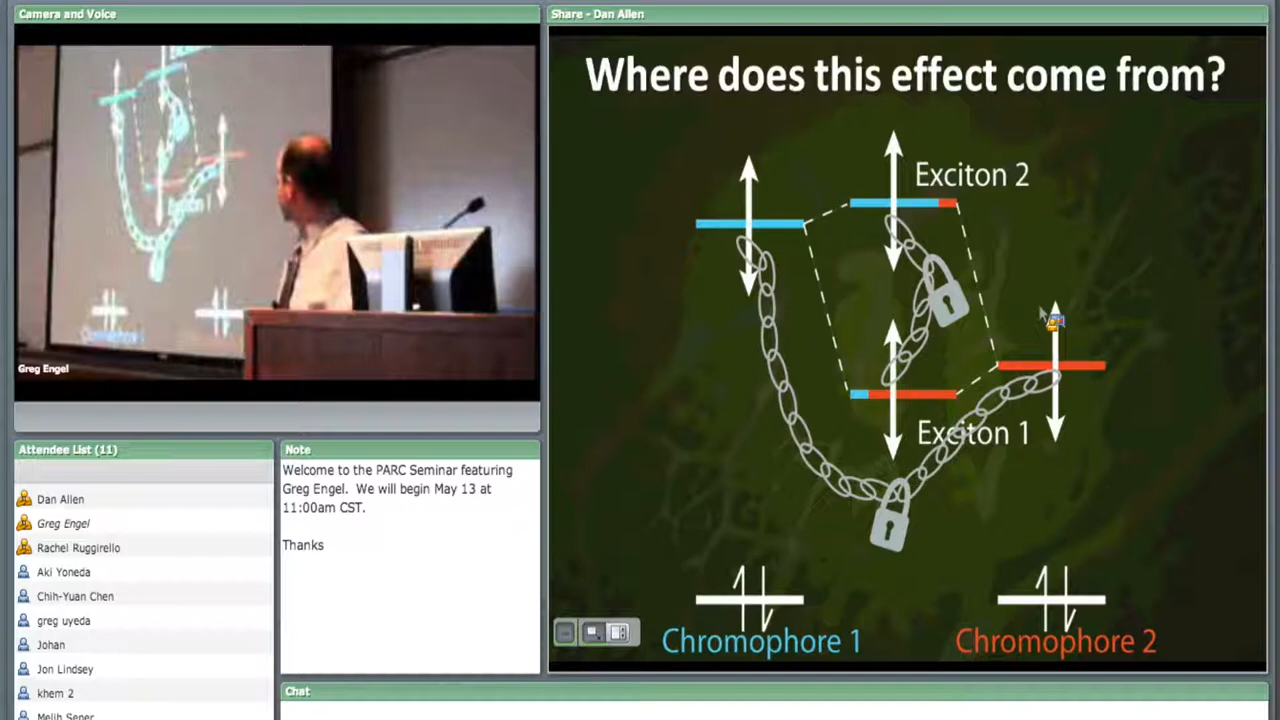 Camera and Voice
Greg Engel
Attendee List (11)
Dan Allen
Greg Engel
Rachel Ruggirello
Aki Yoneda
Chih-Yuan Chen
greg uyeda
Johan
Jon Lindsey
khem 2
Melih Sener
Note
Welcome to the PARC Seminar featuring
Greg Engel. We will begin May 13 at
11:00am CST.
Thanks
Chat
Share - Dan Allen
Where does this effect come from?
Exciton 2
Exciton 1
Chromophore 1
Chromophore 2